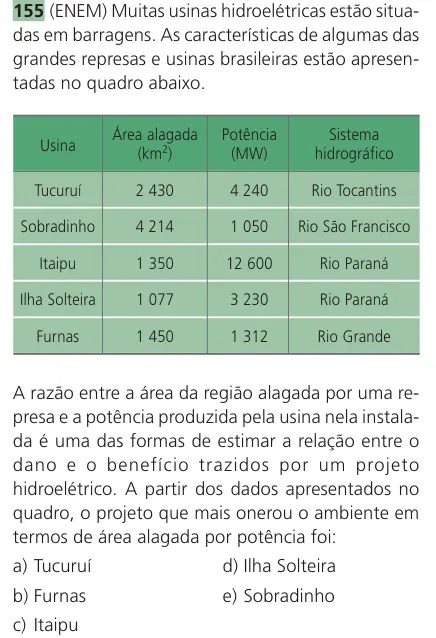 155 (ENEM) Muitas usinas hidroelétricas estão situa-
das em barragens. As características de algumas das
grandes represas e usinas brasileiras estão apresen-
tadas no quadro abaixo.
Usina Área alagada (km²) Potência (MW) Sistema hidrográfico
Tucuruí 2 430 4 240 Rio Tocantins
Sobradinho 4 214 1 050 Rio São Francisco
Itaipu 1 350 12 600 Rio Paraná
Ilha Solteira 1 077 3 230 Rio Paraná
Furnas 1 450 1 312 Rio Grande
A razão entre a área da região alagada por uma re-
presa e a potência produzida pela usina nela instala-
da é uma das formas de estimar a relação entre o
dano e o benefício trazidos por um projeto
hidroelétrico. A partir dos dados apresentados no
quadro, o projeto que mais onerou o ambiente em
termos de área alagada por potência foi:
a) Tucuruí d) Ilha Solteira
b) Furnas e) Sobradinho
c) Itaipu